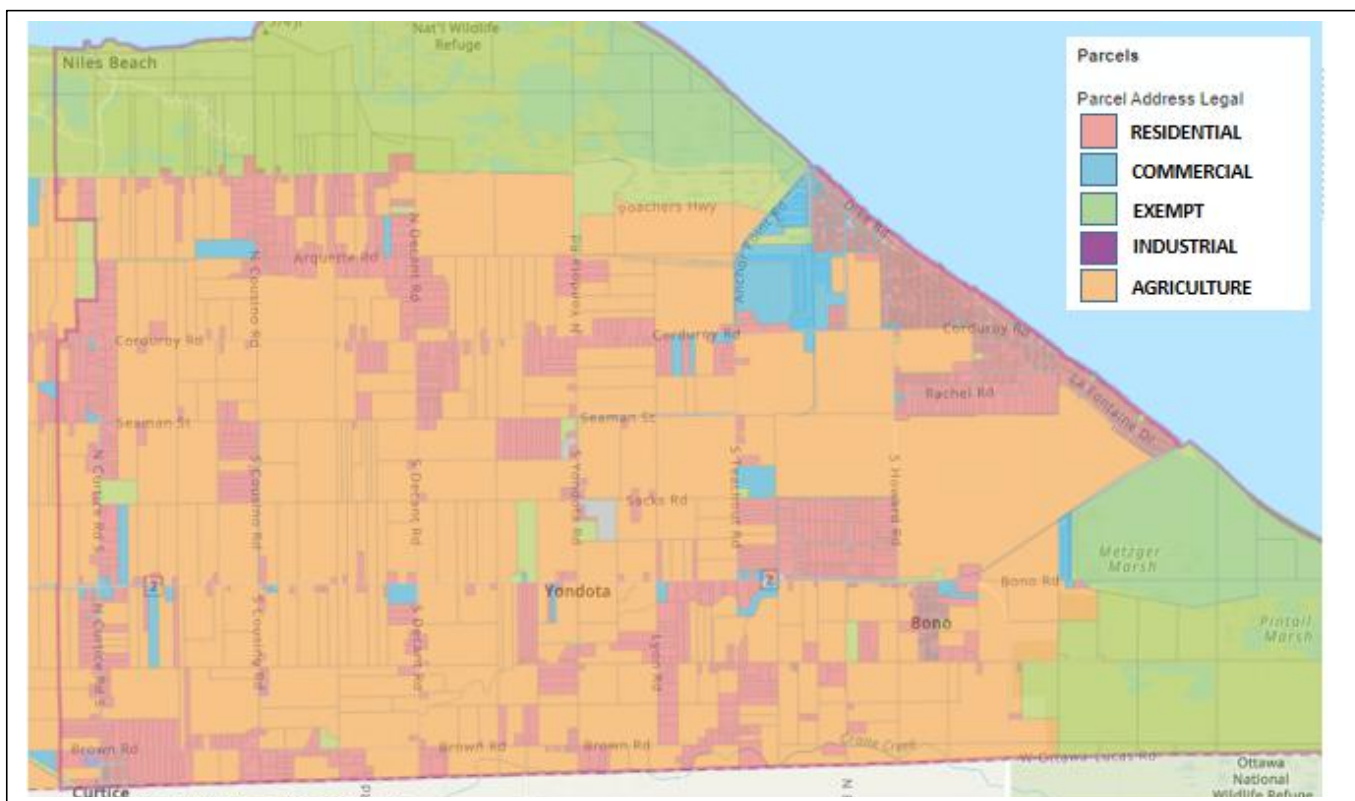 Nat'l Wildlife
Refuge
Niles Beach
Parcels
Parcel Address Legal
RESIDENTIAL
COMMERCIAL
EXEMPT
INDUSTRIAL
AGRICULTURE
Poachers Hwy
Anchor Point Rd
N Decant Rd
N Yondota Rd
N Cousino Rd
Arquette Rd
Corduroy Rd
Corduroy Rd
Corduroy Rd
Rachel Rd
La Fontaine Dr
Seaman St
Seaman St
N Curtice Rd S
S Cousino Rd
S Decant Rd
S Yondota Rd
S Teachout Rd
S Howard Rd
Sacks Rd
Metzger
Marsh
2
2
Yondota
Bono Rd
Bono
Pintail
Marsh
N Curtice Rd S
S Cousino Rd
S Decant Rd
Lyon Rd
Brown Rd
Brown Rd
Brown Rd
Crane Creek
W Ottawa-Lucas Rd
Curtice
Ottawa
National
Wildlife Refuge